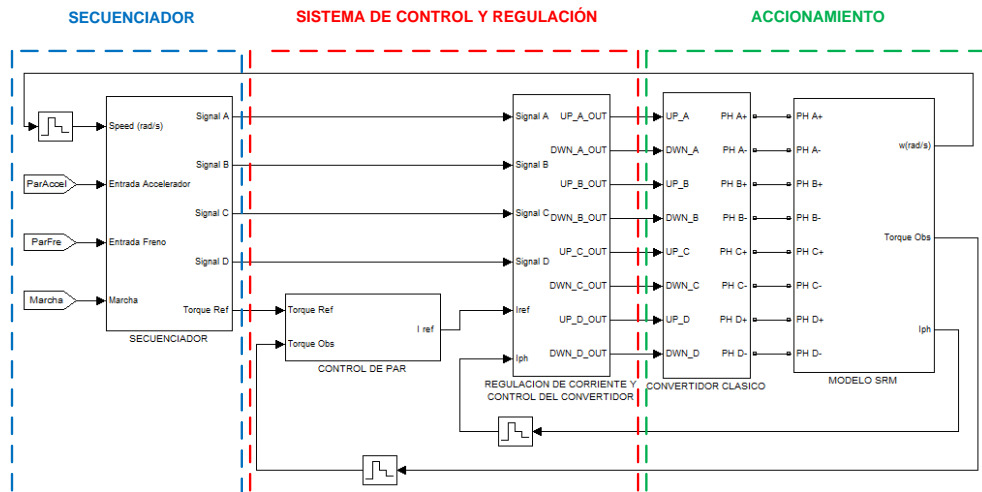 SECUENCIADOR
SISTEMA DE CONTROL Y REGULACIÓN
ACCIONAMIENTO
Speed (rad/s)
ParAccel
Entrada Accelerador
ParFre
Entrada Freno
Marcha
Marcha
Signal A
Signal B
Signal C
Signal D
Torque Ref
SECUENCIADOR
Torque Ref
Torque Obs
I ref
CONTROL DE PAR
Signal A
Signal B
Signal C
Signal D
Iref
Iph
UP_A_OUT
DWN_A_OUT
UP_B_OUT
DWN_B_OUT
UP_C_OUT
DWN_C_OUT
UP_D_OUT
DWN_D_OUT
REGULACION DE CORRIENTE Y
CONTROL DEL CONVERTIDOR
UP_A
DWN_A
UP_B
DWN_B
UP_C
DWN_C
UP_D
DWN_D
PH A+
PH A-
PH B+
PH B-
PH C+
PH C-
PH D+
PH D-
CONVERTIDOR CLASICO
PH A+
PH A-
PH B+
PH B-
PH C+
PH C-
PH D+
PH D-
w(rad/s)
Torque Obs
Iph
MODELO SRM